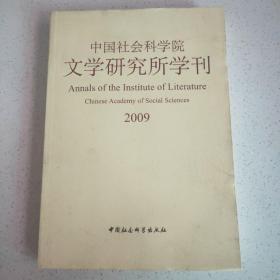 中国社会科学院
文学研究所学刊
Annals of the Institute of Literature
Chinese Academy of Social Sciences
2009
中国社会科学出版社